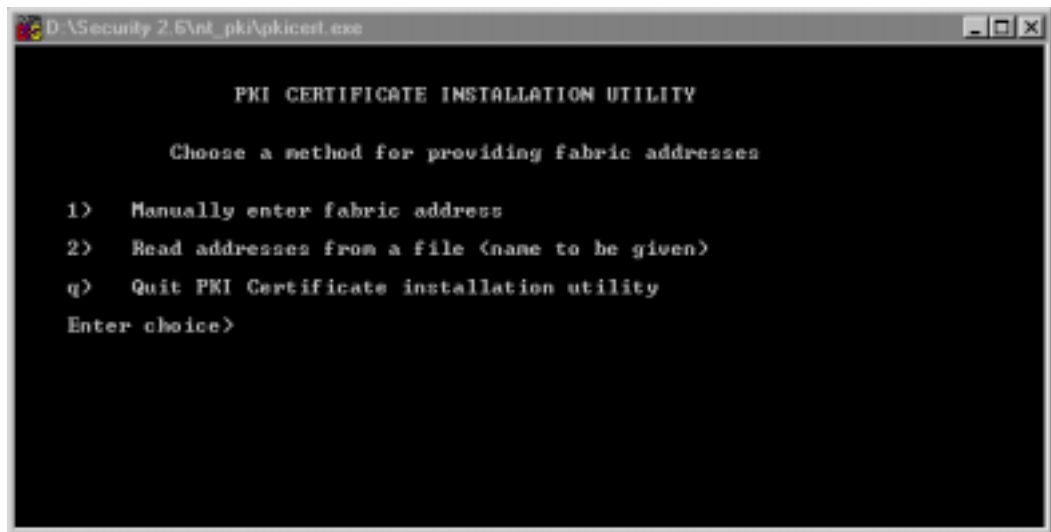 D:\Security 2.6\nt_pki\pkicert.exe
PKI CERTIFICATE INSTALLATION UTILITY
Choose a method for providing fabric addresses
1> Manually enter fabric address
2> Read addresses from a file <name to be given>
q> Quit PKI Certificate installation utility
Enter choice>